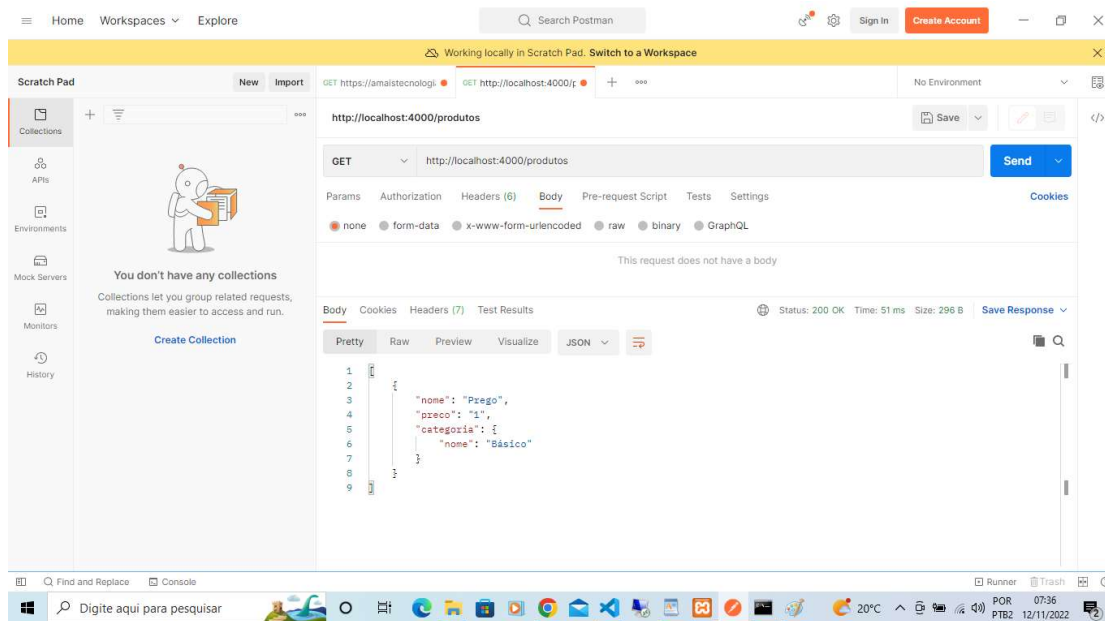 Home Workspaces Explore Search Postman Sign In Create Account
Working locally in Scratch Pad. Switch to a Workspace
Scratch Pad New Import GET https://amaistecnologi GET http://localhost:4000/p No Environment
Collections
APIs
Environments
Mock Servers
Monitors
History
You don't have any collections
Collections let you group related requests,
making them easier to access and run.
Create Collection
http://localhost:4000/produtos Save
GET http://localhost:4000/produtos Send
Params Authorization Headers (6) Body Pre-request Script Tests Settings Cookies
none form-data x-www-form-urlencoded raw binary GraphQL
This request does not have a body
Body Cookies Headers (7) Test Results Status: 200 OK Time: 51 ms Size: 296 B Save Response
Pretty Raw Preview Visualize JSON
1 [
2 {
3 "nome": "Prego",
4 "preco": "1",
5 "categoria": {
6 "nome": "Básico"
7 }
8 }
9 ]
Find and Replace Console Runner Trash
Digite aqui para pesquisar 20°C POR 07:36
PTB2 12/11/2022 2